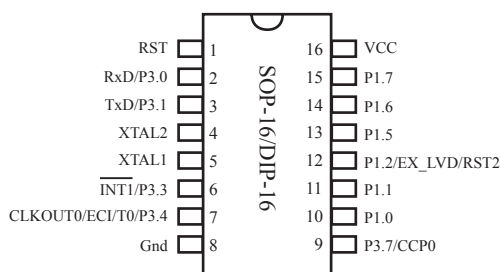 RST 1 16 VCC
RxD/P3.0 2 15 P1.7
TxD/P3.1 3 14 P1.6
XTAL2 4 13 P1.5
XTAL1 5 12 P1.2/EX_LVD/RST2
INT1/P3.3 6 11 P1.1
CLKOUT0/ECI/T0/P3.4 7 10 P1.0
Gnd 8 9 P3.7/CCP0
SOP-16/DIP-16